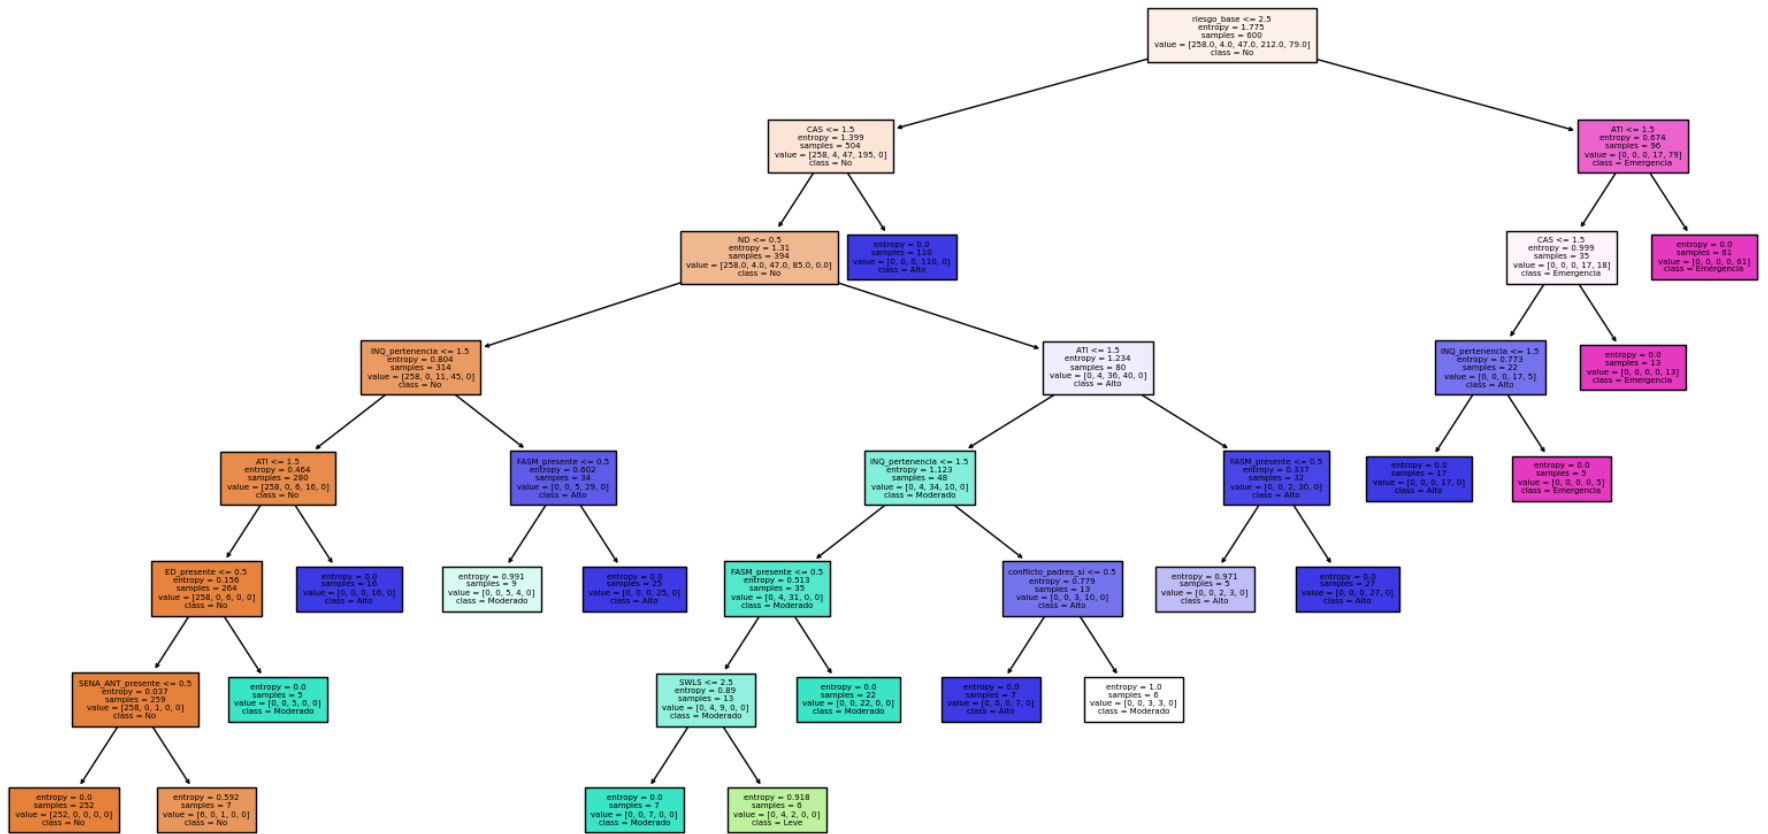 riesgo_base <= 2.5
entropy = 1.775
samples = 600
value = [258.0, 4.0, 47.0, 212.0, 79.0]
class = No
CAS <= 1.5
entropy = 1.399
samples = 504
value = [258, 4, 47, 195, 0]
class = No
ATI <= 1.5
entropy = 0.674
samples = 96
value = [0, 0, 0, 17, 79]
class = Emergencia
ND <= 0.5
entropy = 1.31
samples = 394
value = [258.0, 4.0, 47.0, 85.0, 0.0]
class = No
entropy = 0.0
samples = 110
value = [0, 0, 0, 110, 0]
class = Alto
CAS <= 1.5
entropy = 0.999
samples = 35
value = [0, 0, 0, 17, 18]
class = Emergencia
entropy = 0.0
samples = 61
value = [0, 0, 0, 0, 61]
class = Emergencia
INQ_pertenencia <= 1.5
entropy = 0.804
samples = 314
value = [258, 0, 11, 45, 0]
class = No
ATI <= 1.5
entropy = 1.234
samples = 80
value = [0, 4, 36, 40, 0]
class = Alto
INQ_pertenencia <= 1.5
entropy = 0.773
samples = 22
value = [0, 0, 0, 17, 5]
class = Alto
entropy = 0.0
samples = 13
value = [0, 0, 0, 0, 13]
class = Emergencia
ATI <= 1.5
entropy = 0.464
samples = 280
value = [258, 0, 6, 16, 0]
class = No
FASM_presente <= 0.5
entropy = 0.602
samples = 34
value = [0, 0, 5, 29, 0]
class = Alto
INQ_pertenencia <= 1.5
entropy = 1.123
samples = 48
value = [0, 4, 34, 10, 0]
class = Moderado
FASM_presente <= 0.5
entropy = 0.337
samples = 32
value = [0, 0, 2, 30, 0]
class = Alto
entropy = 0.0
samples = 17
value = [0, 0, 0, 17, 0]
class = Alto
entropy = 0.0
samples = 5
value = [0, 0, 0, 0, 5]
class = Emergencia
ED_presente <= 0.5
entropy = 0.156
samples = 264
value = [258, 0, 6, 0, 0]
class = No
entropy = 0.0
samples = 16
value = [0, 0, 0, 16, 0]
class = Alto
entropy = 0.991
samples = 9
value = [0, 0, 5, 4, 0]
class = Moderado
entropy = 0.0
samples = 25
value = [0, 0, 0, 25, 0]
class = Alto
FASM_presente <= 0.5
entropy = 0.513
samples = 35
value = [0, 4, 31, 0, 0]
class = Moderado
conflicto_padres_si <= 0.5
entropy = 0.779
samples = 13
value = [0, 0, 3, 10, 0]
class = Alto
entropy = 0.971
samples = 5
value = [0, 0, 2, 3, 0]
class = Alto
entropy = 0.0
samples = 27
value = [0, 0, 0, 27, 0]
class = Alto
SENA_ANT_presente <= 0.5
entropy = 0.037
samples = 259
value = [258, 0, 1, 0, 0]
class = No
entropy = 0.0
samples = 5
value = [0, 0, 5, 0, 0]
class = Moderado
SWLS <= 2.5
entropy = 0.89
samples = 13
value = [0, 4, 9, 0, 0]
class = Moderado
entropy = 0.0
samples = 22
value = [0, 0, 22, 0, 0]
class = Moderado
entropy = 0.0
samples = 7
value = [0, 0, 0, 7, 0]
class = Alto
entropy = 1.0
samples = 6
value = [0, 0, 3, 3, 0]
class = Moderado
entropy = 0.0
samples = 252
value = [252, 0, 0, 0, 0]
class = No
entropy = 0.592
samples = 7
value = [6, 0, 1, 0, 0]
class = No
entropy = 0.0
samples = 7
value = [0, 0, 7, 0, 0]
class = Moderado
entropy = 0.918
samples = 6
value = [0, 4, 2, 0, 0]
class = Leve